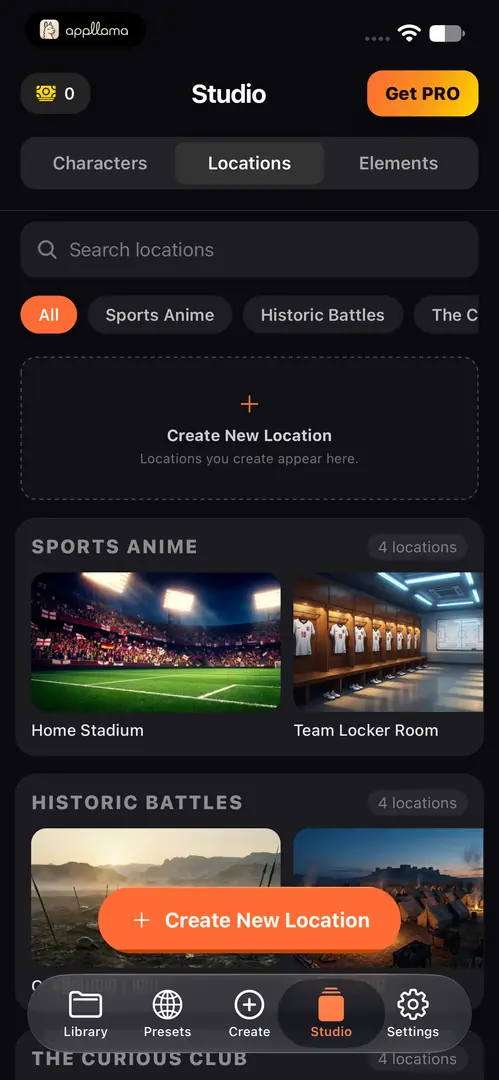 appllama
0
Studio
Get PRO
Characters
Locations
Elements
Search locations
All
Sports Anime
Historic Battles
The C
Create New Location
Locations you create appear here.
SPORTS ANIME
4 locations
Home Stadium
Team Locker Room
HISTORIC BATTLES
4 locations
Create New Location
Library
Presets
Create
Studio
Settings
THE CURIOUS CLUB
4 locations